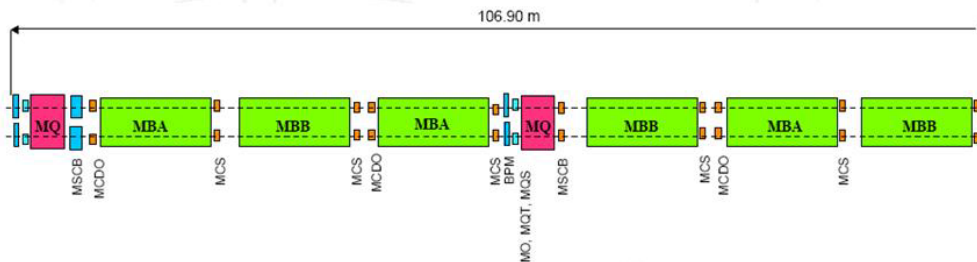 106.90 m
MQ
MBA
MBB
MBA
MQ
MBB
MBA
MBB
MSCB
MCDO
MCS
MCS
MCDO
MCS
BPM
MO, MQT, MQS
MSCB
MCS
MCDO
MCS